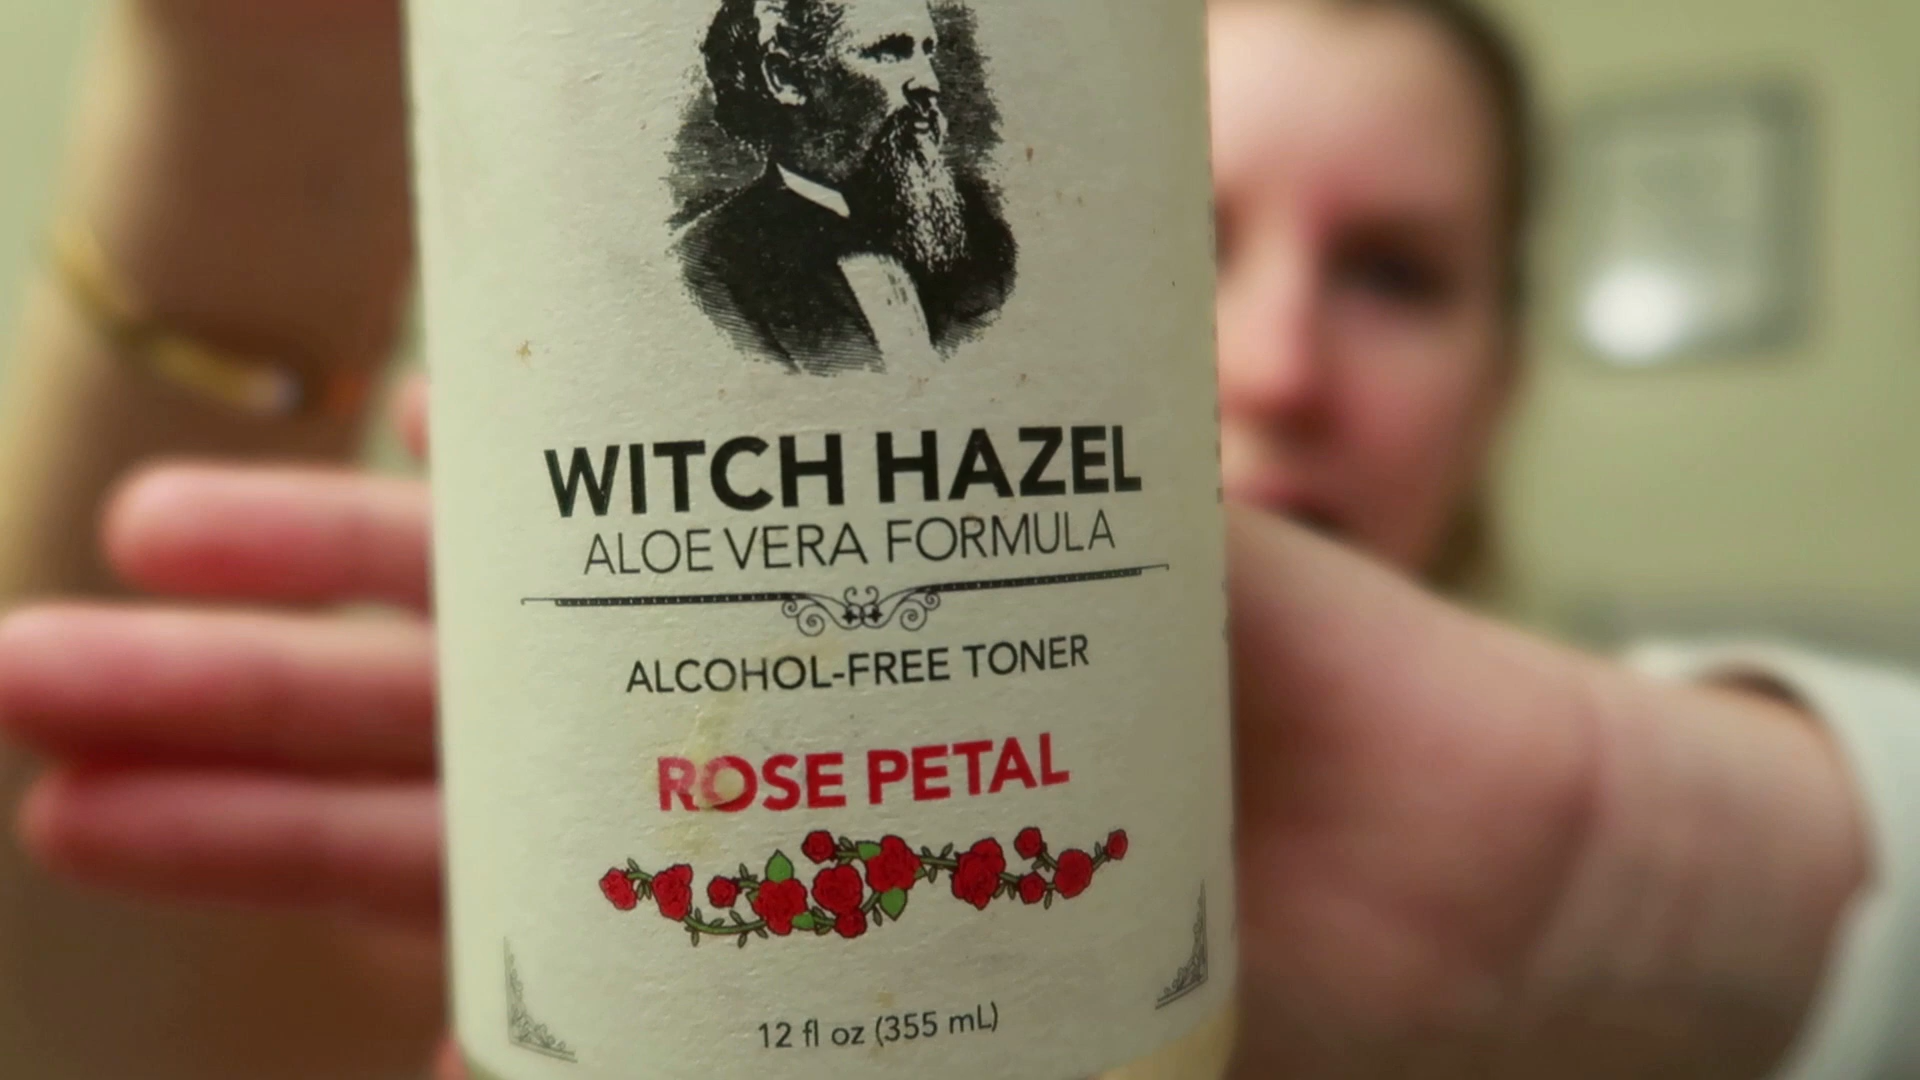 WITCH HAZEL
ALOE VERA FORMULA
ALCOHOL-FREE TONER
ROSE PETAL
12 fl oz (355 mL)